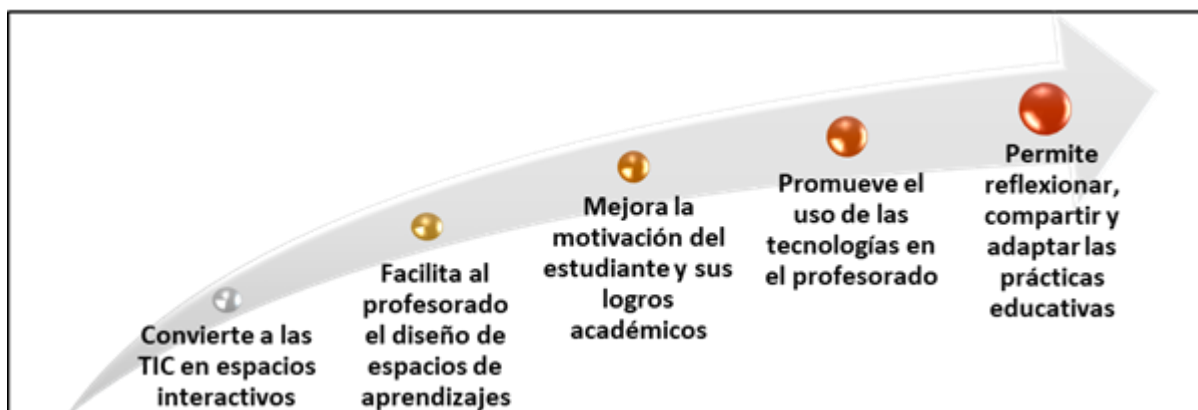 Convierte a las
TIC en espacios
interactivos
Facilita al
profesorado
el diseño de
espacios de
aprendizajes
Mejora la
motivación del
estudiante y sus
logros
académicos
Promueve el
uso de las
tecnologías en
el profesorado
Permite
reflexionar,
compartir y
adaptar las
prácticas
educativas